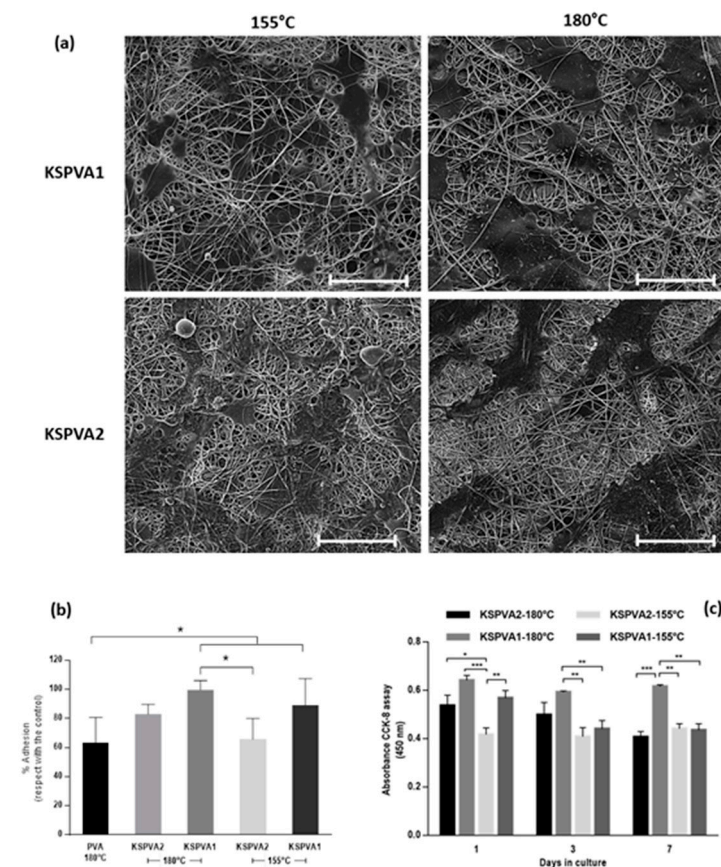 155°C 180°C
(a)
KSPVA1
KSPVA2
(b)
*
*
% Adhesion
(respect with the control)
120
100
80
60
40
20
0
PVA KSPVA2 KSPVA1 KSPVA2 KSPVA1
180°C 180°C 155°C
(c)
KSPVA2-180°C KSPVA2-155°C
KSPVA1-180°C KSPVA1-155°C
Absorbance CCK-8 assay
(450 nm)
0.8
0.6
0.4
0.2
0.0
* *** **
** **
*** ** **
1 3 7
Days in culture